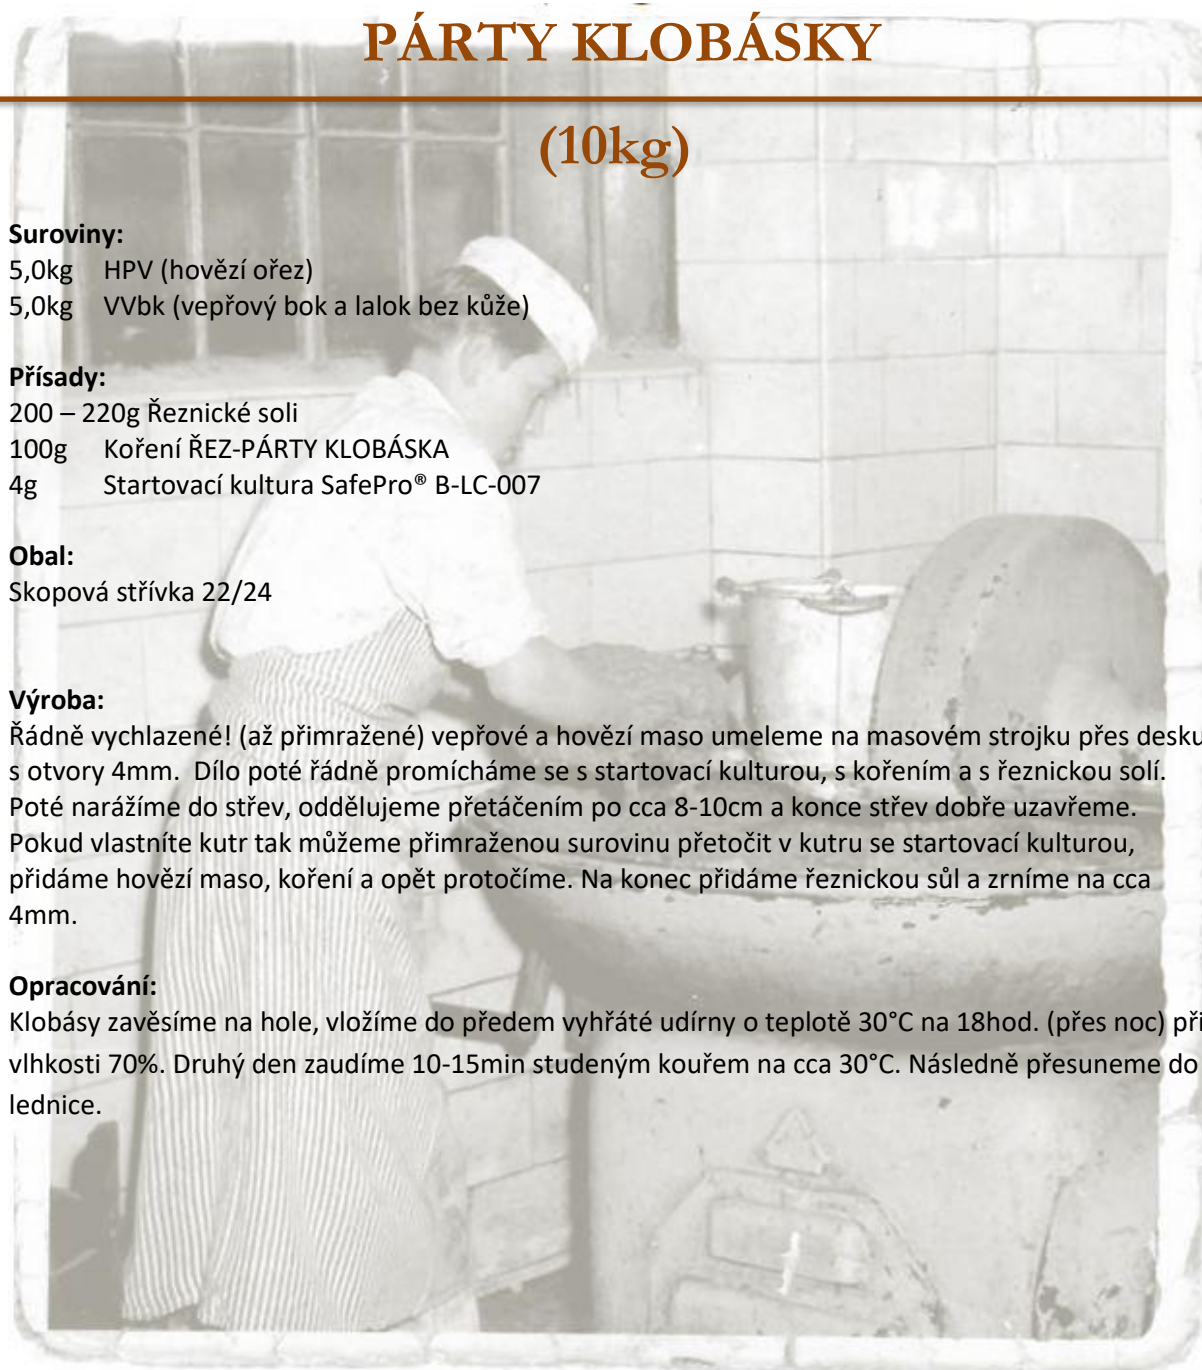 PÁRTY KLOBÁSKY
(10kg)
Suroviny:
5,0kg HPV (hovězí ořez)
5,0kg VVbk (vepřový bok a lalok bez kůže)
Přísady:
200 – 220g Řeznické soli
100g Koření ŘEZ-PÁRTY KLOBÁSKA
4g Startovací kultura SafePro® B-LC-007
Obal:
Skopová střívka 22/24
Výroba:
Řádně vychlazené! (až přimražené) vepřové a hovězí maso umeleme na masovém strojku přes desku
s otvory 4mm. Dílo poté řádně promícháme se s startovací kulturou, s kořením a s řeznickou solí.
Poté narážíme do střev, oddělujeme přetáčením po cca 8-10cm a konce střev dobře uzavřeme.
Pokud vlastníte kutr tak můžeme přimraženou surovinu přetočit v kutru se startovací kulturou,
přidáme hovězí maso, koření a opět protočíme. Na konec přidáme řeznickou sůl a zrníme na cca
4mm.
Opracování:
Klobásy zavěsíme na hole, vložíme do předem vyhřáté udírny o teplotě 30°C na 18hod. (přes noc) při
vlhkosti 70%. Druhý den zaudíme 10-15min studeným kouřem na cca 30°C. Následně přesuneme do
lednice.